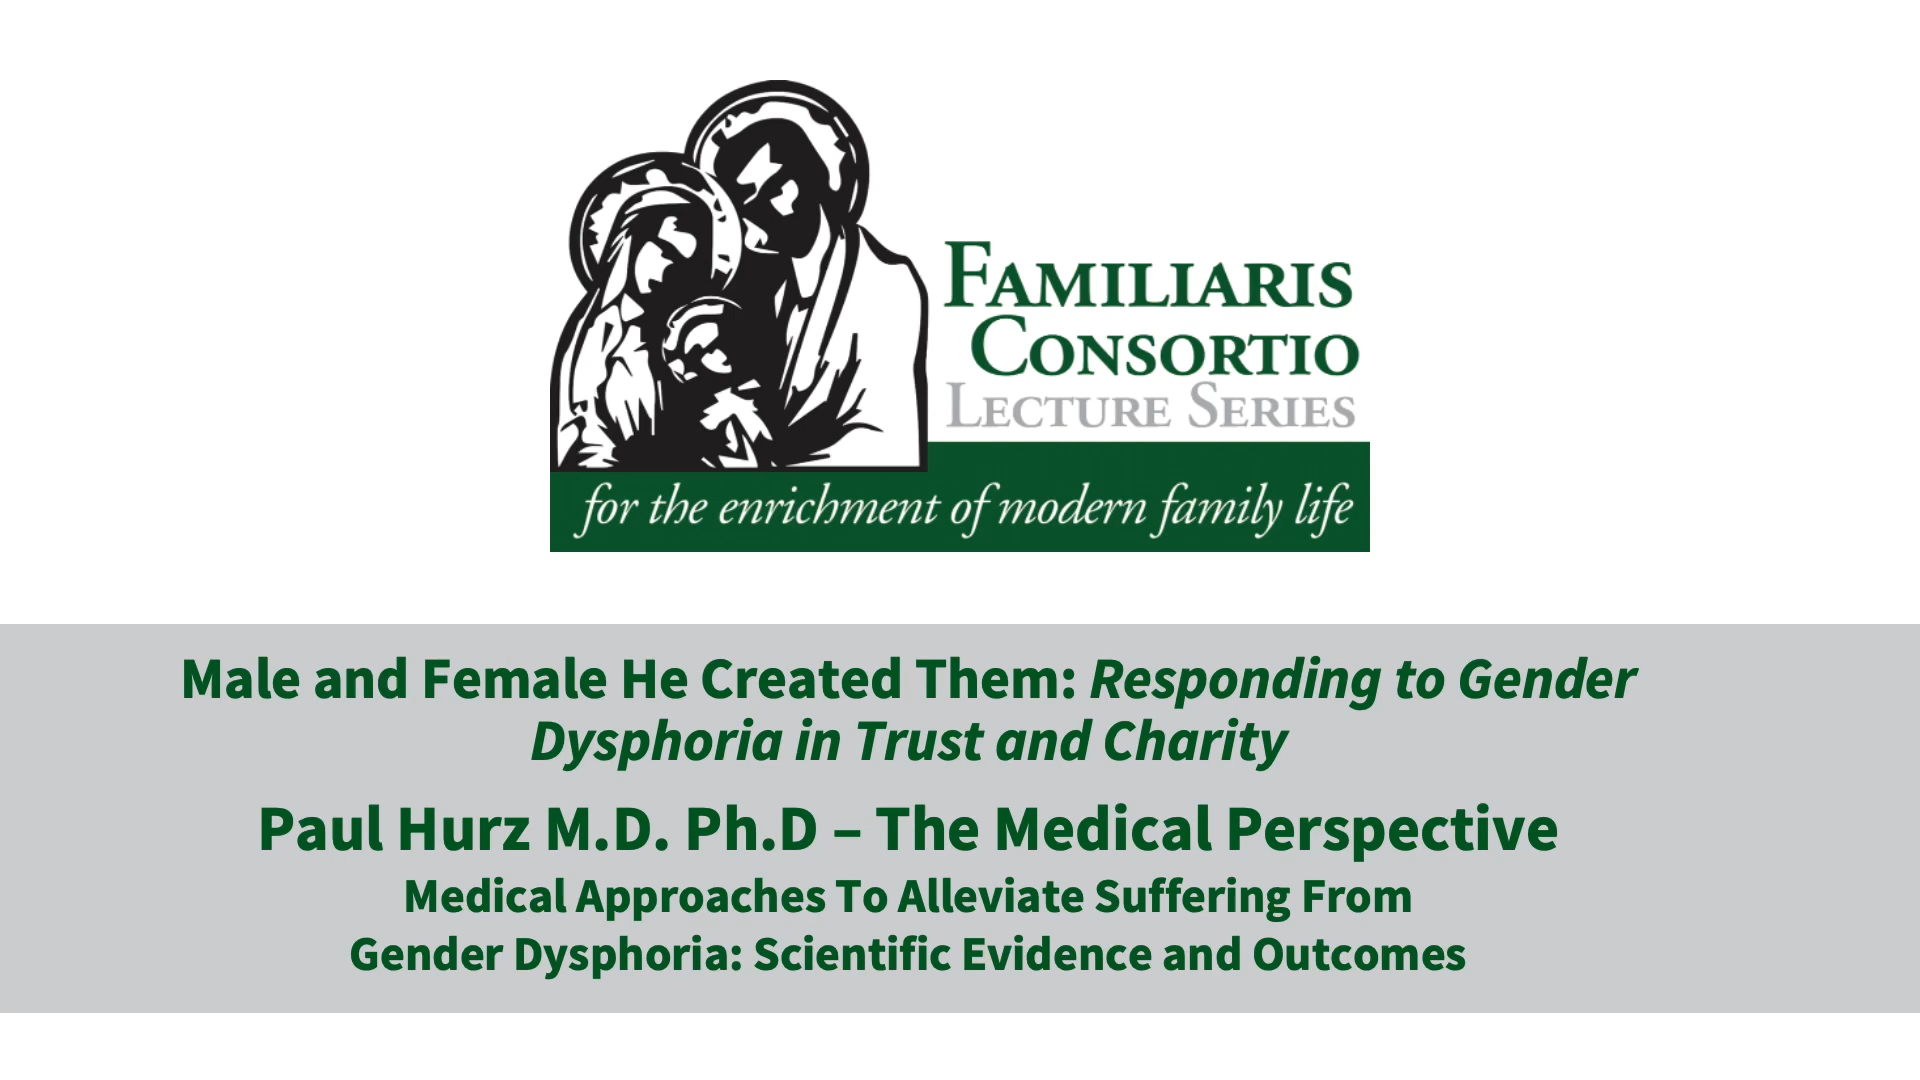 Familiaris
Consortio
Lecture Series
for the enrichment of modern family life
Male and Female He Created Them: Responding to Gender
Dysphoria in Trust and Charity
Paul Hurz M.D. Ph.D – The Medical Perspective
Medical Approaches To Alleviate Suffering From
Gender Dysphoria: Scientific Evidence and Outcomes